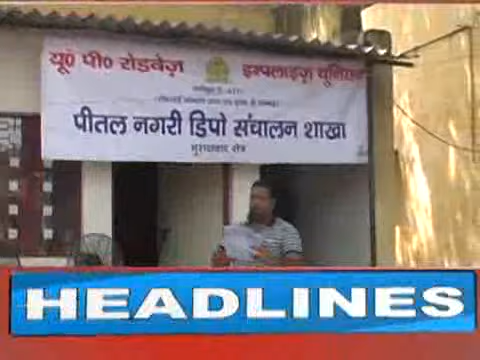 यू० पी० रोडवेज़ इम्पलाइज़ यूनियन
पीतल नगरी डिपो संचालन शाखा
मुरादाबाद क्षेत्र
HEADLINES